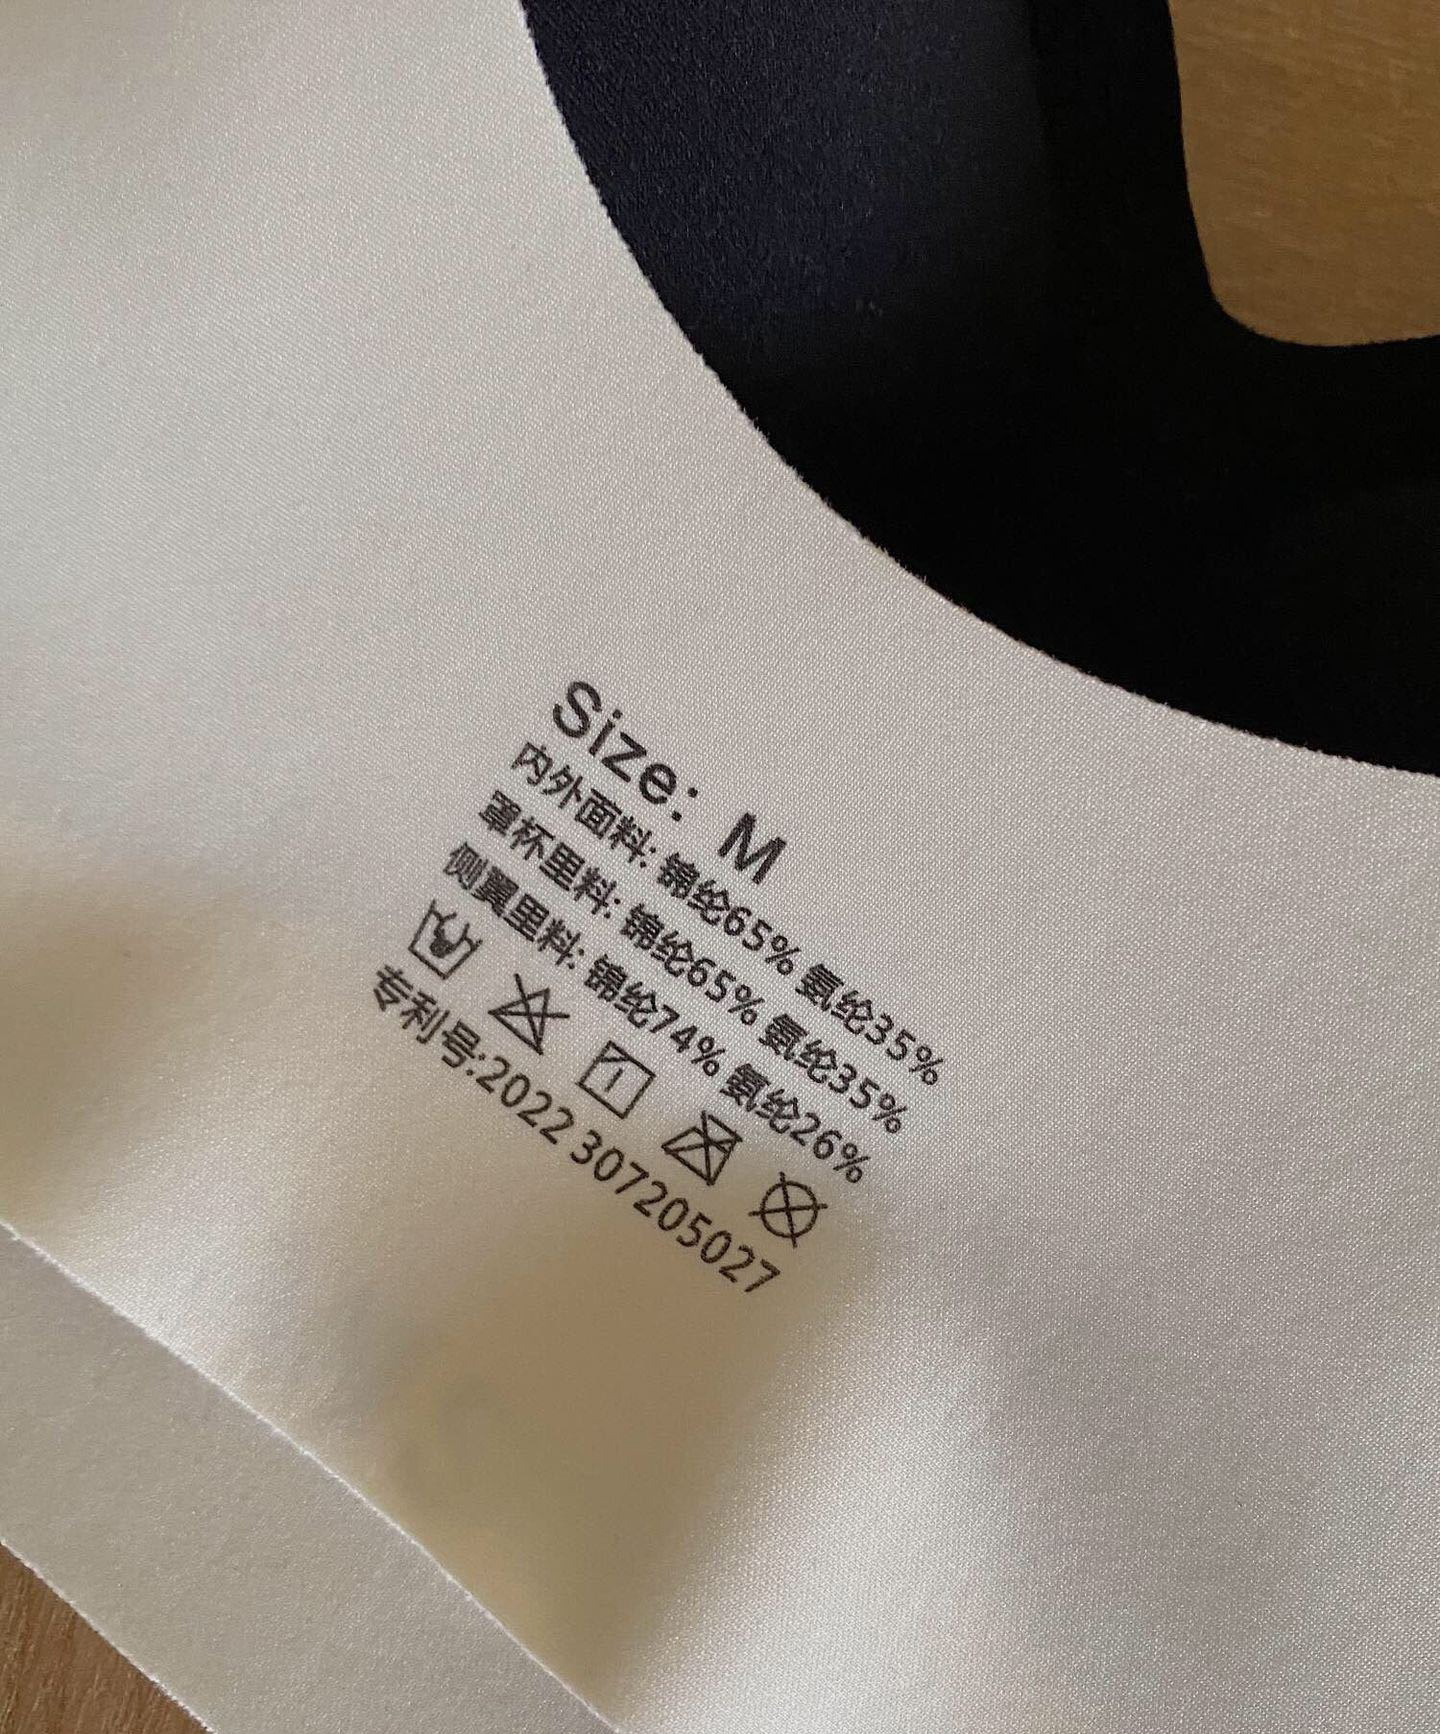 Size: M
内外面料: 锦纶65% 氨纶35%
罩杯里料: 锦纶65% 氨纶35%
侧翼里料: 锦纶74% 氨纶26%
专利号:2022 307205027